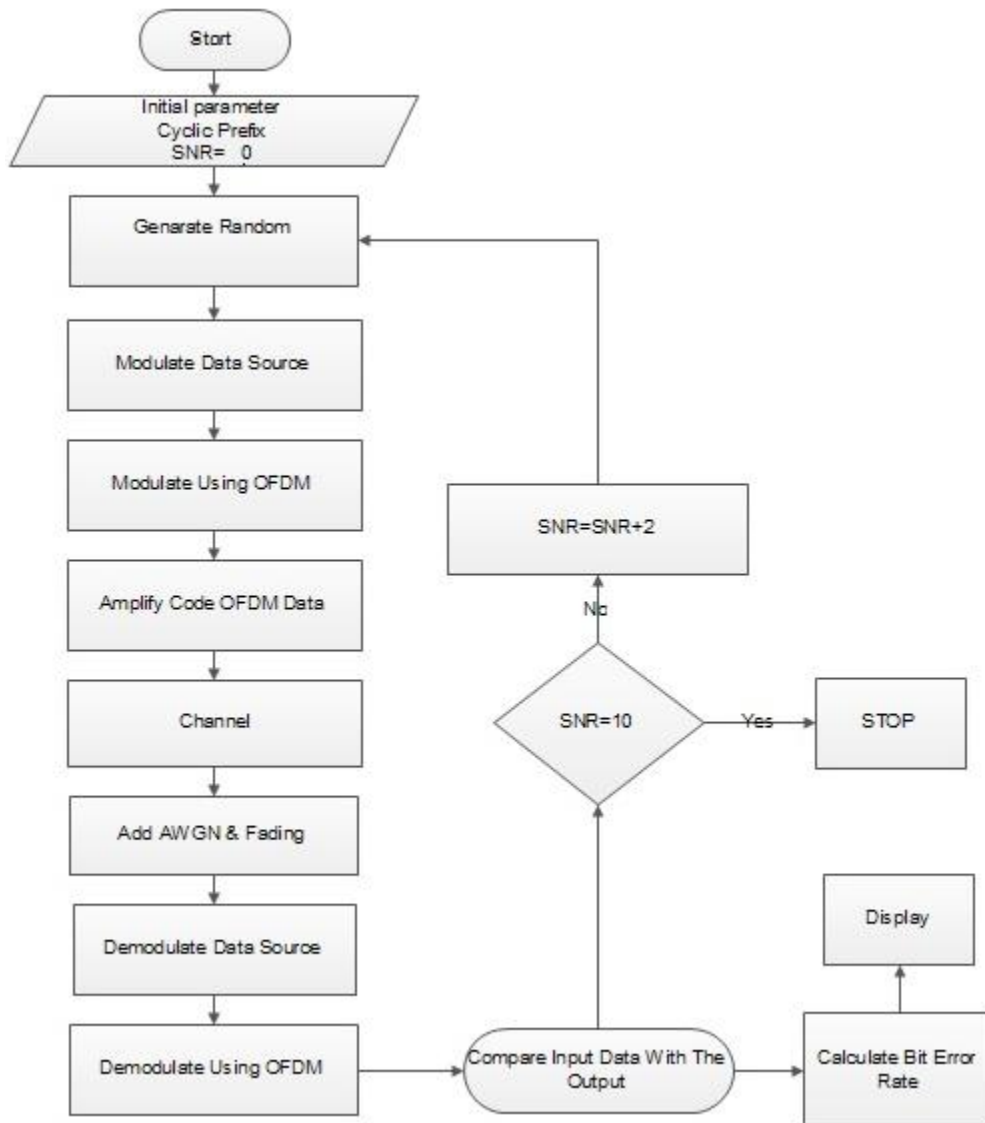 Start
Initial parameter
Cyclic Prefix
SNR= 0
Genarate Random
Modulate Data Source
Modulate Using OFDM
Amplify Code OFDM Data
Channel
Add AWGN & Fading
Demodulate Data Source
Demodulate Using OFDM
Compare Input Data With The
Output
SNR=SNR+2
No
SNR=10
Yes
STOP
Display
Calculate Bit Error
Rate